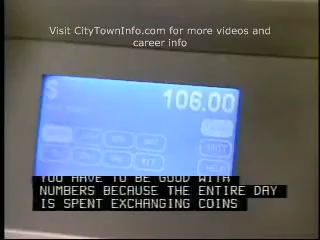 Visit CityTownInfo.com for more videos and
career info
$ 106.00
EXIT
YOU HAVE TO BE GOOD WITH
NUMBERS BECAUSE THE ENTIRE DAY
IS SPENT EXCHANGING COINS